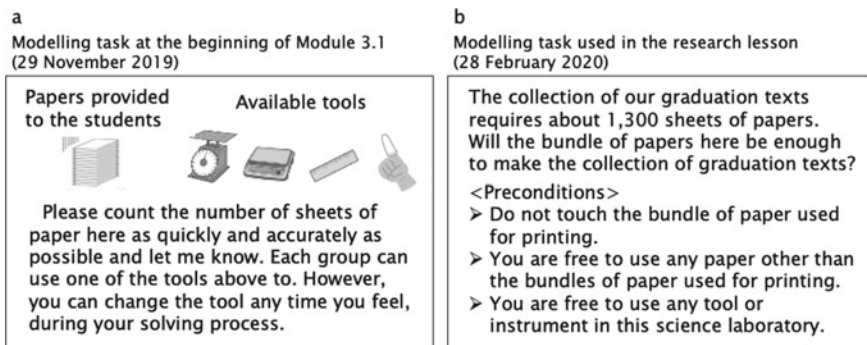 a
Modelling task at the beginning of Module 3.1
(29 November 2019)
Papers provided
to the students
Available tools
Please count the number of sheets of
paper here as quickly and accurately as
possible and let me know. Each group can
use one of the tools above to. However,
you can change the tool any time you feel,
during your solving process.
b
Modelling task used in the research lesson
(28 February 2020)
The collection of our graduation texts
requires about 1,300 sheets of papers.
Will the bundle of papers here be enough
to make the collection of graduation texts?
<Preconditions>
➢ Do not touch the bundle of paper used
for printing.
➢ You are free to use any paper other than
the bundles of paper used for printing.
➢ You are free to use any tool or
instrument in this science laboratory.